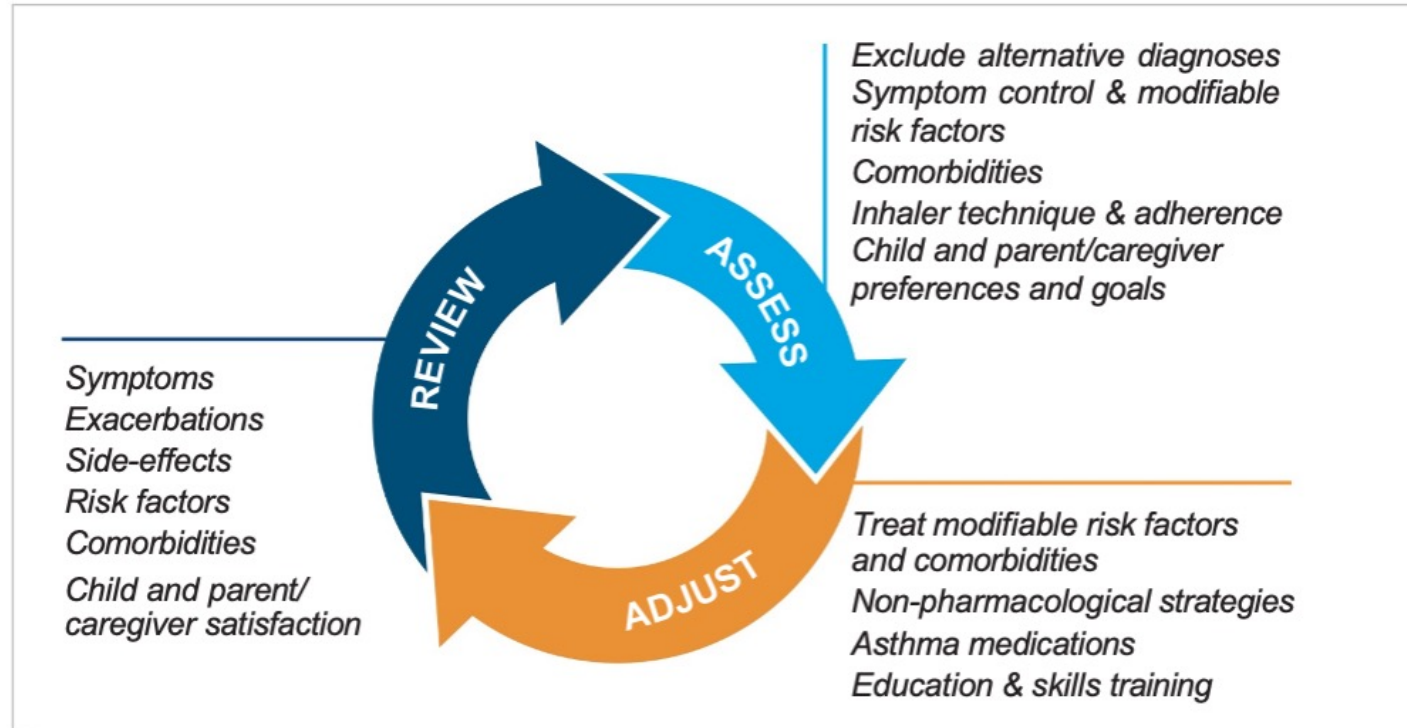 Exclude alternative diagnoses
Symptom control & modifiable
risk factors
Comorbidities
Inhaler technique & adherence
Child and parent/caregiver
preferences and goals
ASSESS
REVIEW
Symptoms
Exacerbations
Side-effects
Risk factors
Comorbidities
Child and parent/
caregiver satisfaction
ADJUST
Treat modifiable risk factors
and comorbidities
Non-pharmacological strategies
Asthma medications
Education & skills training